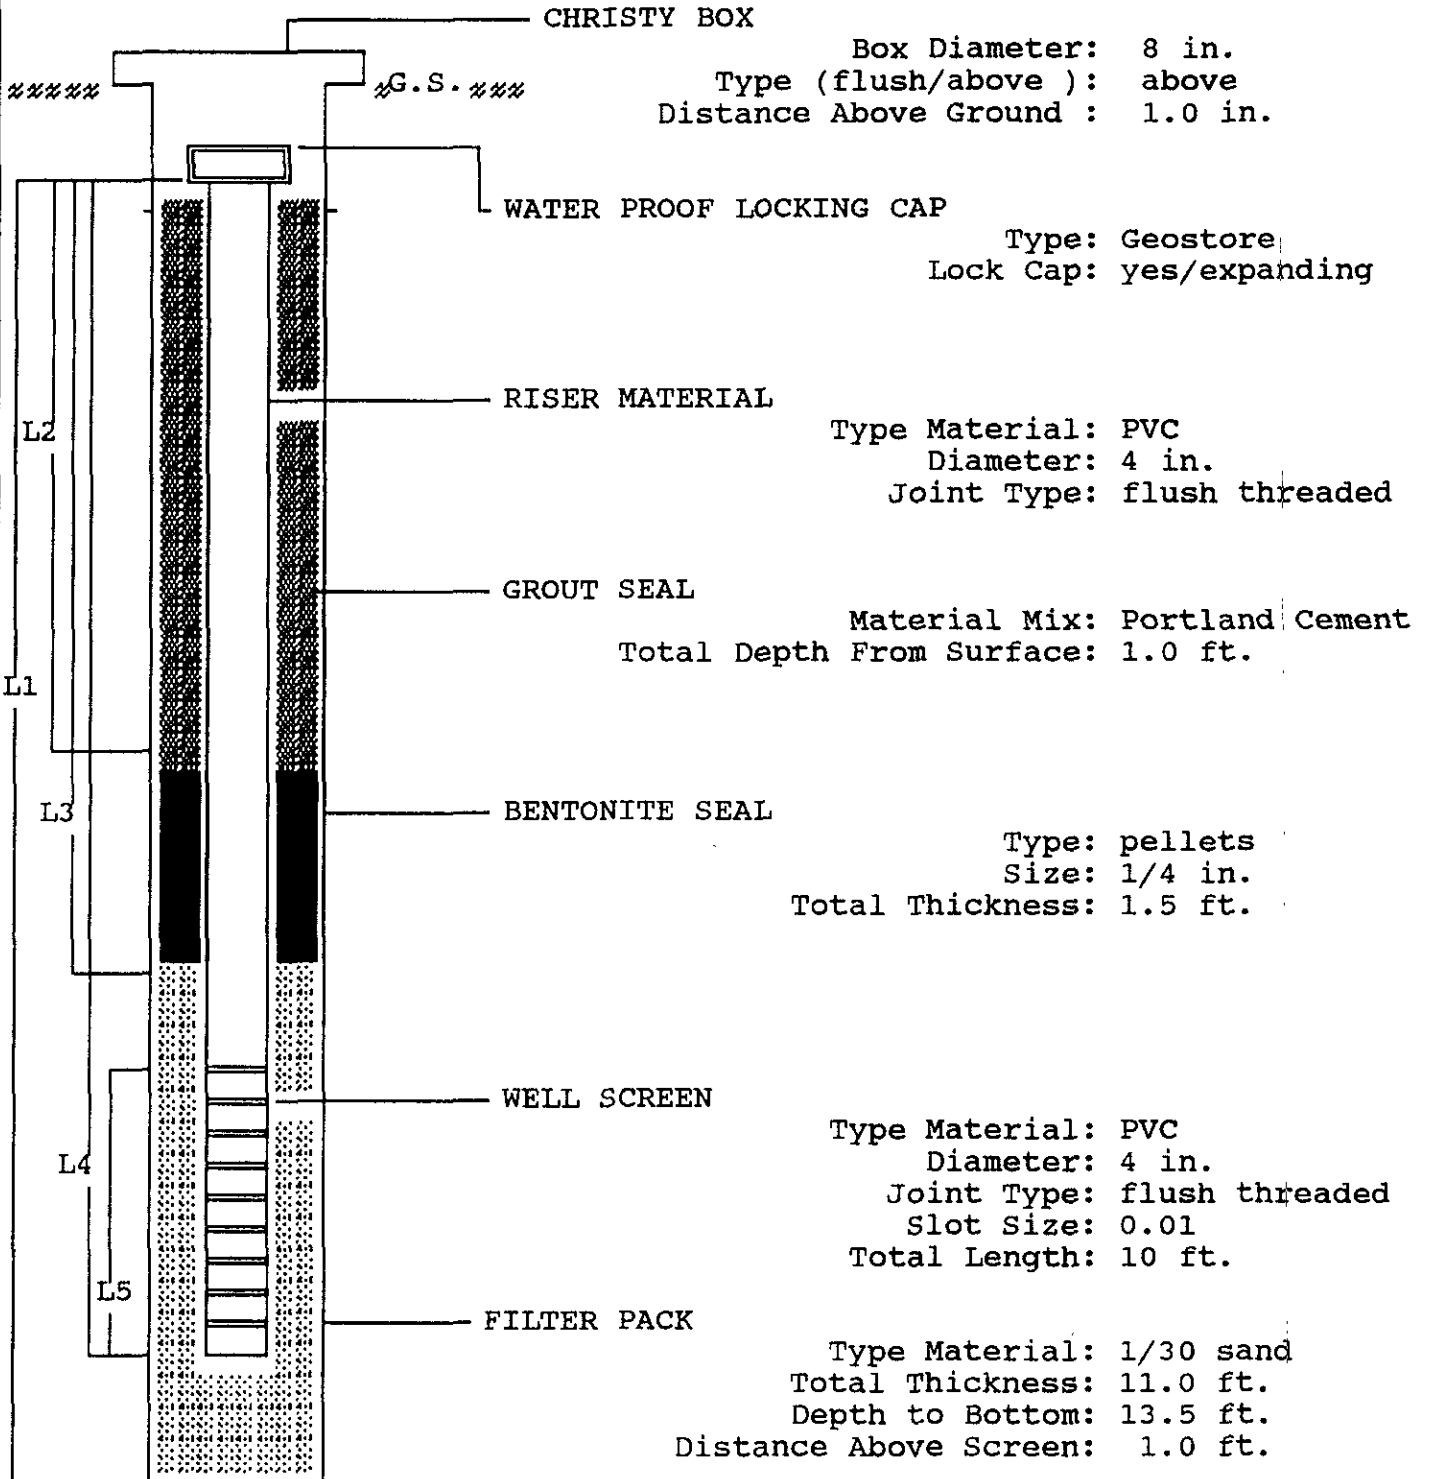 CHRISTY BOX
Box Diameter: 8 in.
G.S.
Type (flush/above ): above
Distance Above Ground : 1.0 in.
WATER PROOF LOCKING CAP
Type: Geostore
Lock Cap: yes/expanding
RISER MATERIAL
L2
Type Material: PVC
Diameter: 4 in.
Joint Type: flush threaded
GROUT SEAL
Material Mix: Portland Cement
Total Depth From Surface: 1.0 ft.
L1
L3
BENTONITE SEAL
Type: pellets
Size: 1/4 in.
Total Thickness: 1.5 ft.
WELL SCREEN
Type Material: PVC
L4
Diameter: 4 in.
Joint Type: flush threaded
Slot Size: 0.01
Total Length: 10 ft.
L5
FILTER PACK
Type Material: 1/30 sand
Total Thickness: 11.0 ft.
Depth to Bottom: 13.5 ft.
Distance Above Screen: 1.0 ft.